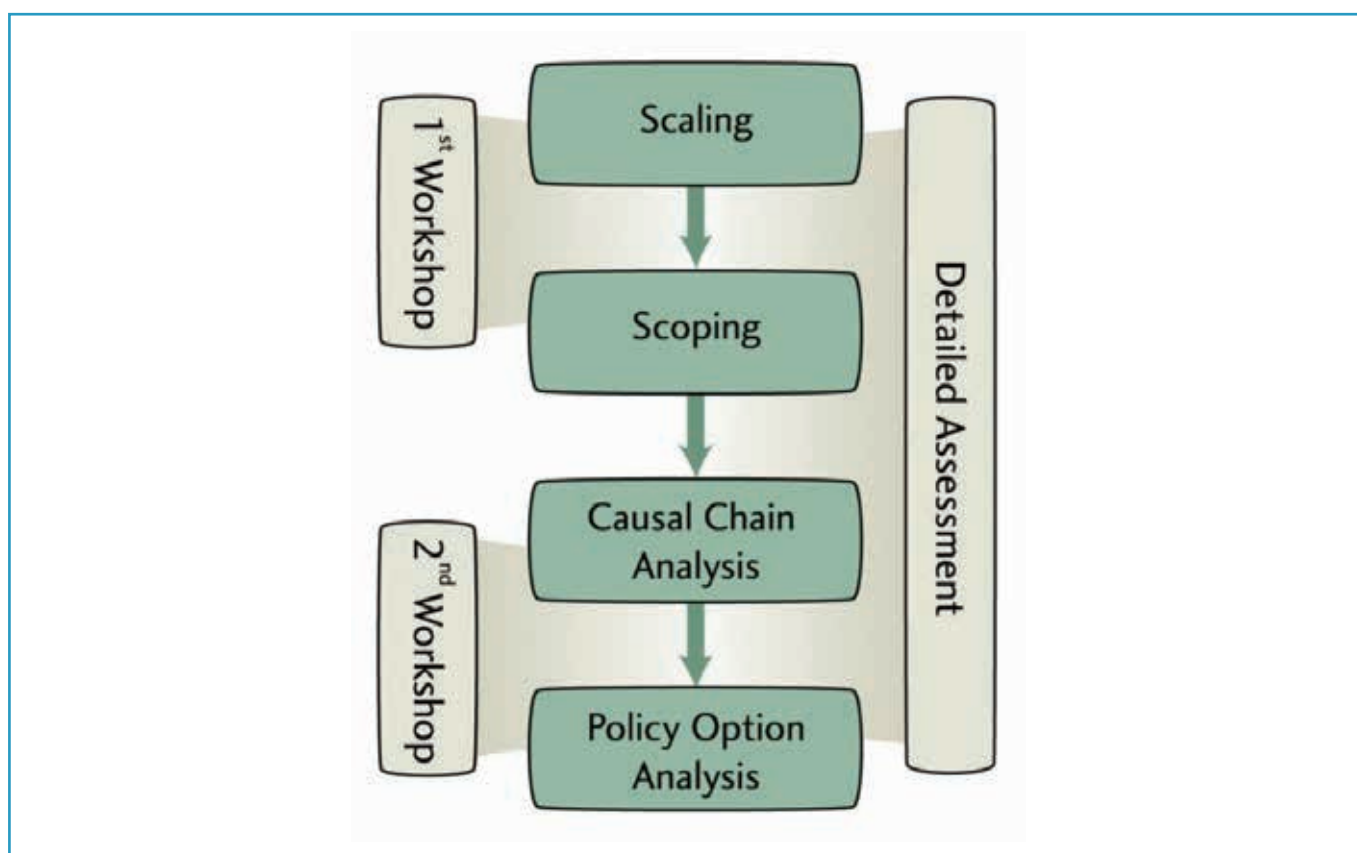 Scaling
1st Workshop
Scoping
Detailed Assessment
Causal Chain
Analysis
2nd Workshop
Policy Option
Analysis